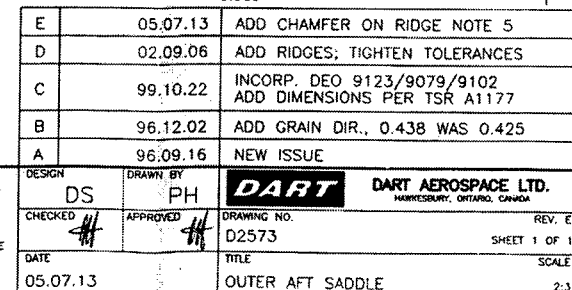 E 05.07.13 ADD CHAMFER ON RIDGE NOTE 5
D 02.09.06 ADD RIDGES; TIGHTEN TOLERANCES
C 99.10.22 INCORP. DEO 9123/9079/9102
ADD DIMENSIONS PER TSR A1177
B 96.12.02 ADD GRAIN DIR., 0.438 WAS 0.425
A 96.09.16 NEW ISSUE
DESIGN DS DRAWN BY PH DART DART AEROSPACE LTD.
HAWKESBURY, ONTARIO, CANADA
CHECKED APPROVED DRAWING NO. REV. E
D2573 SHEET 1 OF 1
DATE TITLE SCALE
05.07.13 OUTER AFT SADDLE 2:3